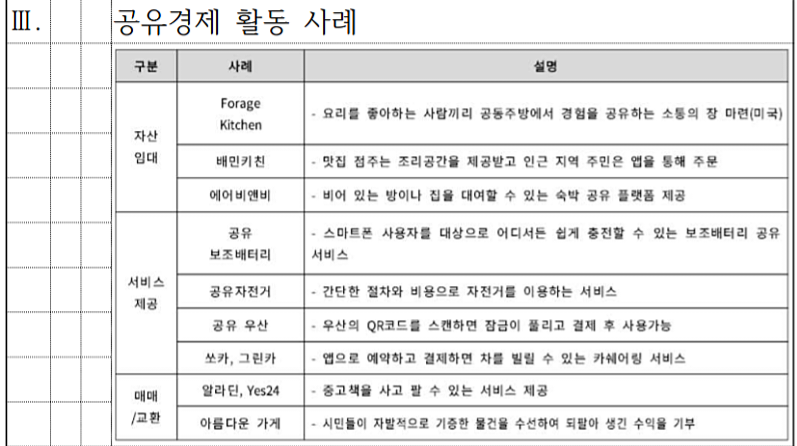 Ⅲ. 공유경제 활동 사례
구분 사례 설명
자산
임대
Forage
Kitchen
- 요리를 좋아하는 사람끼리 공동주방에서 경험을 공유하는 소통의 장 마련(미국)
배민키친 - 맛집 점주는 조리공간을 제공받고 인근 지역 주민은 앱을 통해 주문
에어비앤비 - 비어 있는 방이나 집을 대여할 수 있는 숙박 공유 플랫폼 제공
서비스
제공
공유
보조배터리
- 스마트폰 사용자를 대상으로 어디서든 쉽게 충전할 수 있는 보조배터리 공유
서비스
공유자전거 - 간단한 절차와 비용으로 자전거를 이용하는 서비스
공유 우산 - 우산의 QR코드를 스캔하면 잠금이 풀리고 결제 후 사용가능
쏘카, 그린카 - 앱으로 예약하고 결제하면 차를 빌릴 수 있는 카쉐어링 서비스
매매
/교환
알라딘, Yes24 - 중고책을 사고 팔 수 있는 서비스 제공
아름다운 가게 - 시민들이 자발적으로 기증한 물건을 수선하여 되팔아 생긴 수익을 기부